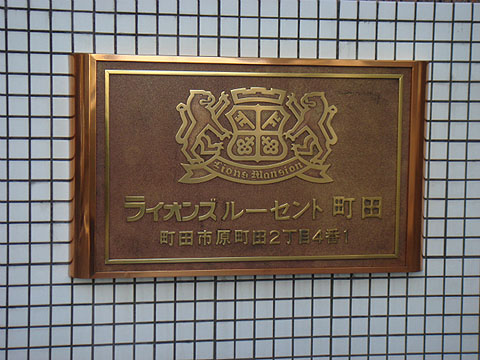 Lions Mansion
ライオンズルーセント町田
町田市原町田2丁目4番1